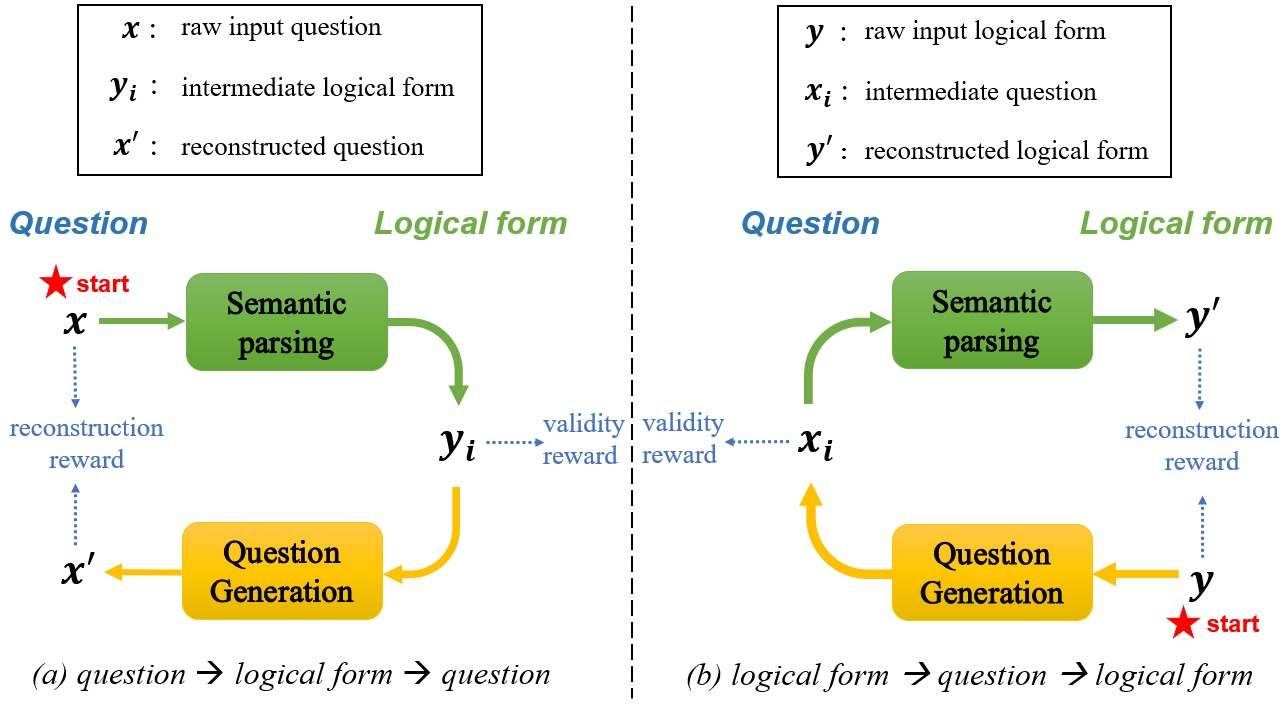 x : raw input question
y_i : intermediate logical form
x′ : reconstructed question
Question
Logical form
start
x
Semantic
parsing
reconstruction
reward
y_i
validity
reward
x′
Question
Generation
(a) question → logical form → question
y : raw input logical form
x_i : intermediate question
y′ : reconstructed logical form
Question
Logical form
Semantic
parsing
y′
validity
reward
x_i
reconstruction
reward
Question
Generation
y
start
(b) logical form → question → logical form